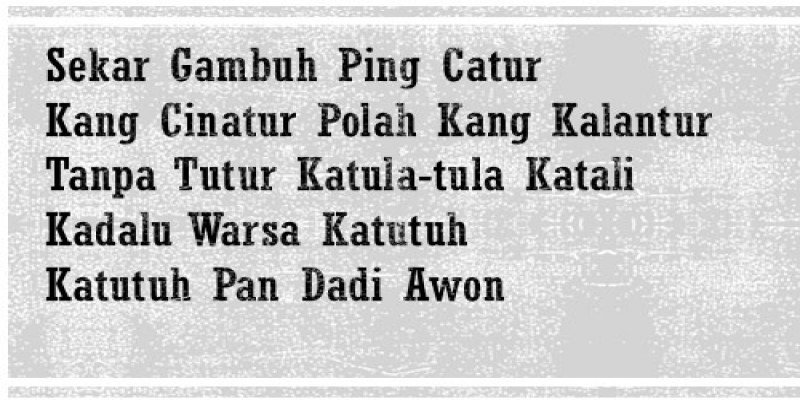 Sekar Gambuh Ping Catur
Kang Cinatur Polah Kang Kalantur
Tanpa Tutur Katula-tula Katali
Kadalu Warsa Katutuh
Katutuh Pan Dadi Awon